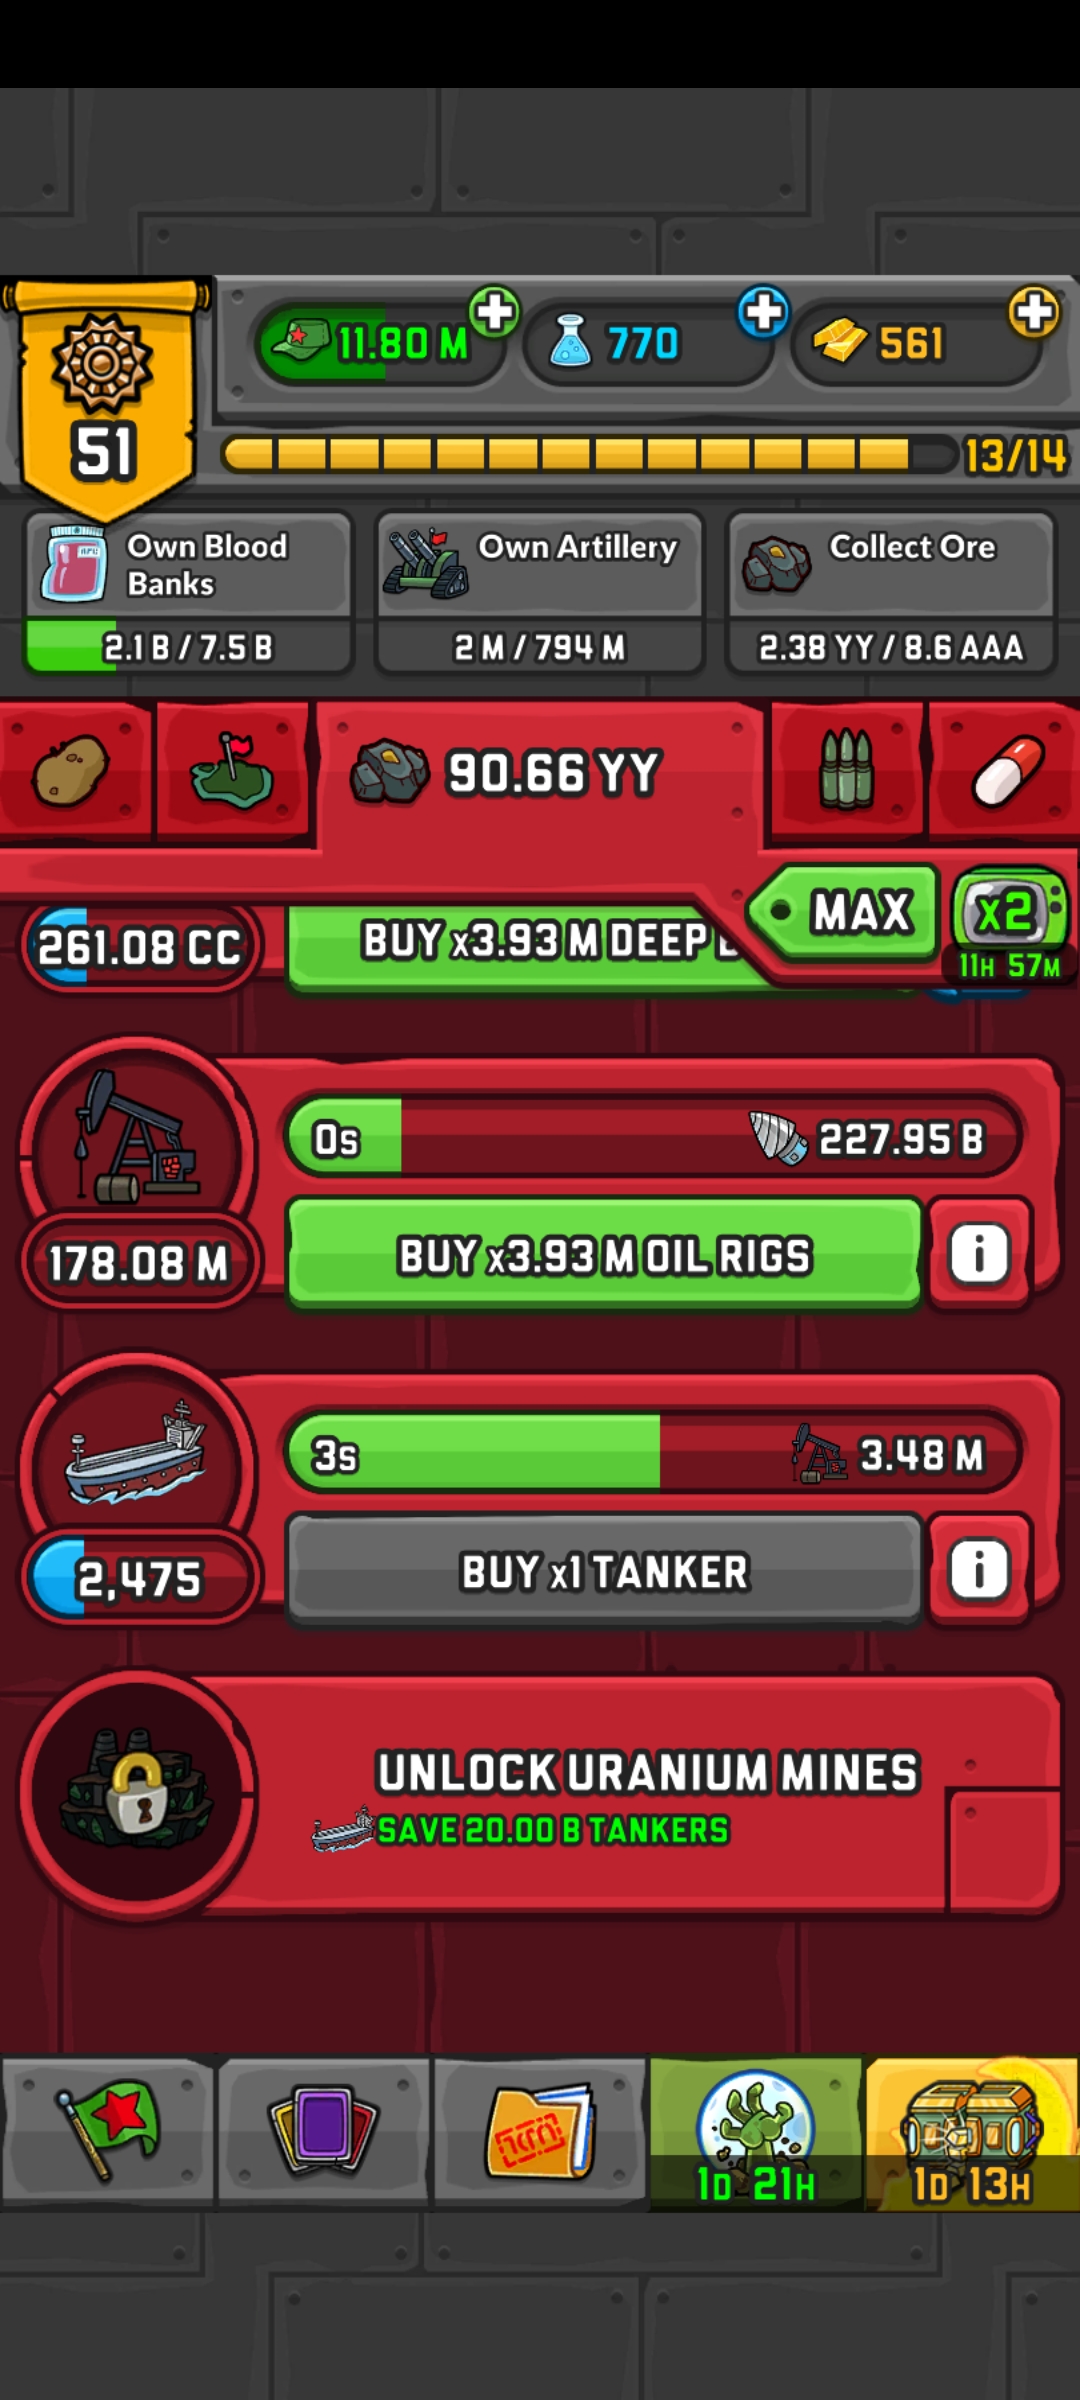 11.80 M
770
561
51
13/14
Own Blood Banks
Own Artillery
Collect Ore
2.1 B / 7.5 B
2 M / 794 M
2.38 YY / 8.6 AAA
90.66 YY
MAX
x2
11H 57M
261.08 CC
BUY x3.93 M DEEP
0s
227.95 B
178.08 M
BUY x3.93 M OIL RIGS
i
3s
3.48 M
2,475
BUY x1 TANKER
i
UNLOCK URANIUM MINES
SAVE 20.00 B TANKERS
1D 21H
1D 13H